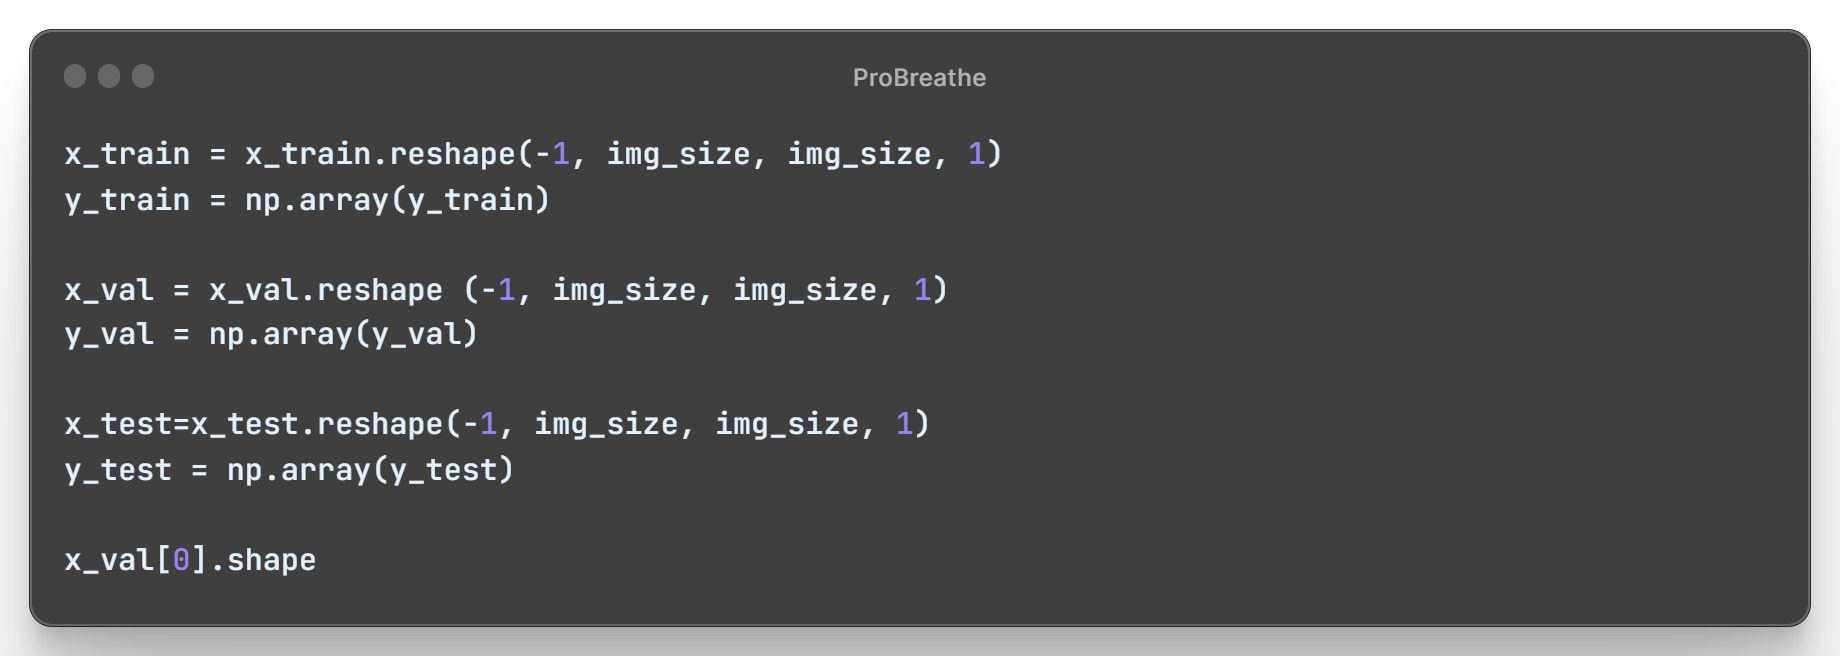 ProBreathe
x_train = x_train.reshape(-1, img_size, img_size, 1)
y_train = np.array(y_train)
x_val = x_val.reshape (-1, img_size, img_size, 1)
y_val = np.array(y_val)
x_test=x_test.reshape(-1, img_size, img_size, 1)
y_test = np.array(y_test)
x_val[0].shape